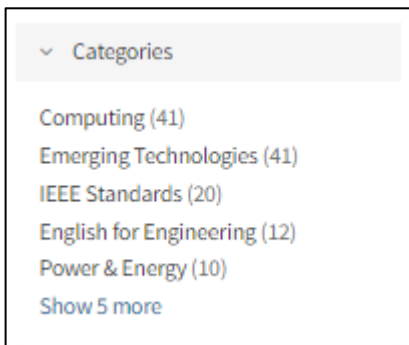 Categories
Computing (41)
Emerging Technologies (41)
IEEE Standards (20)
English for Engineering (12)
Power & Energy (10)
Show 5 more